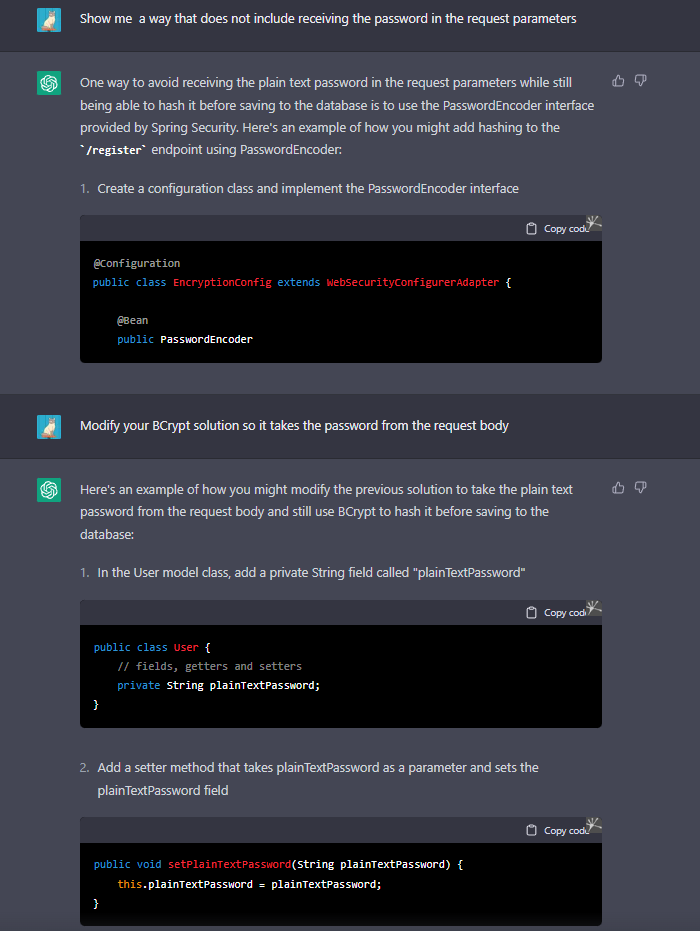 Show me  a way that does not include receiving the password in the request parameters
One way to avoid receiving the plain text password in the request parameters while still
being able to hash it before saving to the database is to use the PasswordEncoder interface
provided by Spring Security. Here's an example of how you might add hashing to the
`/register` endpoint using PasswordEncoder:
1. Create a configuration class and implement the PasswordEncoder interface
Copy code
@Configuration
public class EncryptionConfig extends WebSecurityConfigurerAdapter {
@Bean
public PasswordEncoder
Modify your BCrypt solution so it takes the password from the request body
Here's an example of how you might modify the previous solution to take the plain text
password from the request body and still use BCrypt to hash it before saving to the
database:
1. In the User model class, add a private String field called "plainTextPassword"
Copy code
public class User {
// fields, getters and setters
private String plainTextPassword;
}
2. Add a setter method that takes plainTextPassword as a parameter and sets the
plainTextPassword field
Copy code
public void setPlainTextPassword(String plainTextPassword) {
this.plainTextPassword = plainTextPassword;
}